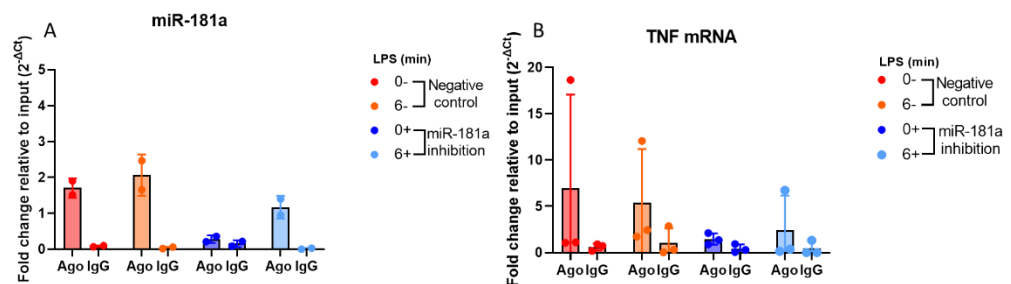 A
miR-181a
Fold change relative to input (2^-ΔCt)
5
4
3
2
1
0
Ago IgG Ago IgG Ago IgG Ago IgG
LPS (min)
0-
6-
Negative
control
0+
6+
miR-181a
inhibition
B
TNF mRNA
Fold change relative to input (2^-ΔCt)
20
15
10
5
0
Ago IgG Ago IgG Ago IgG Ago IgG
LPS (min)
0-
6-
Negative
control
0+
6+
miR-181a
inhibition